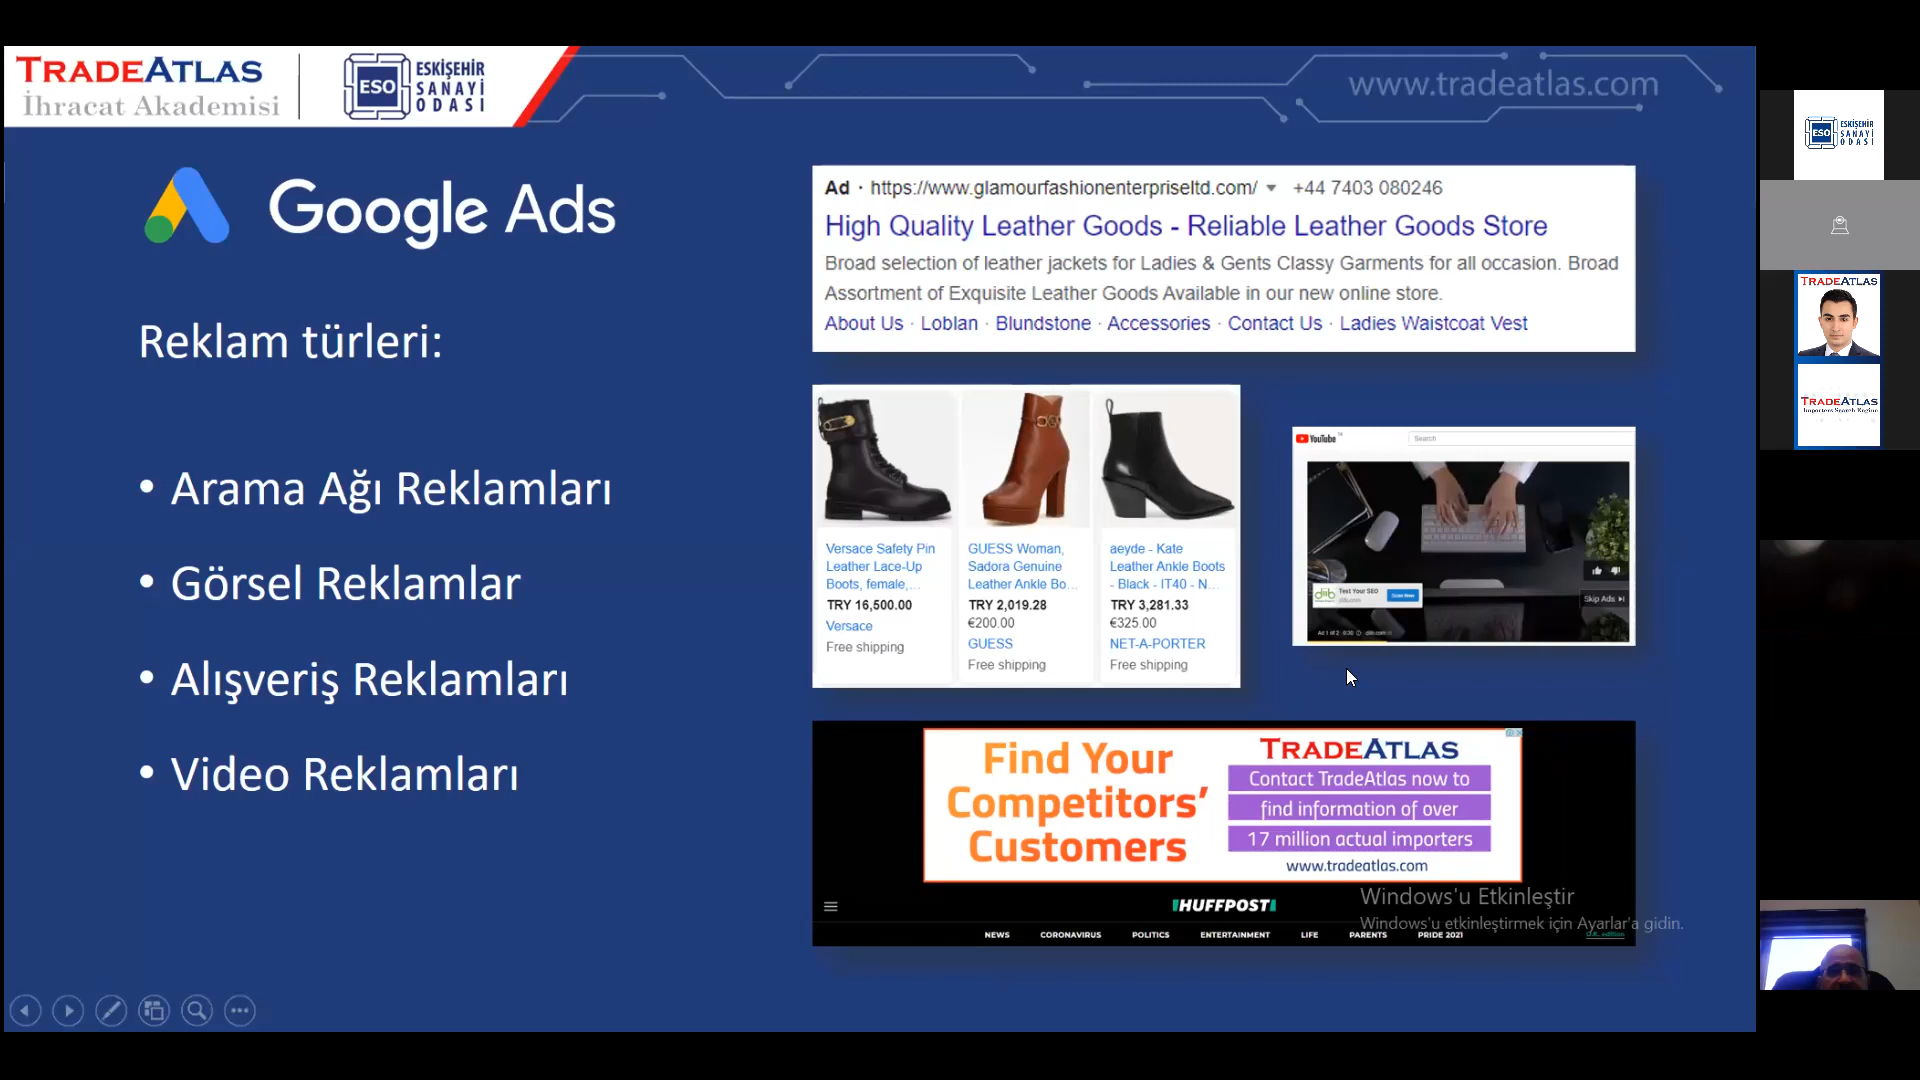 TRADEATLAS
İhracat Akademisi
ESO
ESKİŞEHİR
SANAYİ
ODASI
www.tradeatlas.com
Google Ads
Reklam türleri:
• Arama Ağı Reklamları
• Görsel Reklamlar
• Alışveriş Reklamları
• Video Reklamları
Ad · https://www.glamourfashionenterpriseltd.com/ +44 7403 080246
High Quality Leather Goods - Reliable Leather Goods Store
Broad selection of leather jackets for Ladies & Gents Classy Garments for all occasion. Broad
Assortment of Exquisite Leather Goods Available in our new online store.
About Us · Loblan · Blundstone · Accessories · Contact Us · Ladies Waistcoat Vest
Versace Safety Pin
Leather Lace-Up
Boots, female,...
TRY 16,500.00
Versace
Free shipping
GUESS Woman,
Sadora Genuine
Leather Ankle Bo...
TRY 2,019.28
€200.00
GUESS
Free shipping
aeyde - Kate
Leather Ankle Boots
- Black - IT40 - N...
TRY 3,281.33
€325.00
NET-A-PORTER
Free shipping
YouTube
Search
Test Your SEO
Skip Ads
Find Your
Competitors'
Customers
TRADEATLAS
Contact TradeAtlas now to
find information of over
17 million actual importers
www.tradeatlas.com
HUFFPOST
NEWS CORONAVIRUS POLITICS ENTERTAINMENT LIFE PARENTS PRIDE 2021
Windows'u Etkinleştir
Windows'u etkinleştirmek için Ayarlar'a gidin.
ESO
ESKİŞEHİR
SANAYİ
ODASI
TRADEATLAS
TRADEATLAS
Importers Search Engine